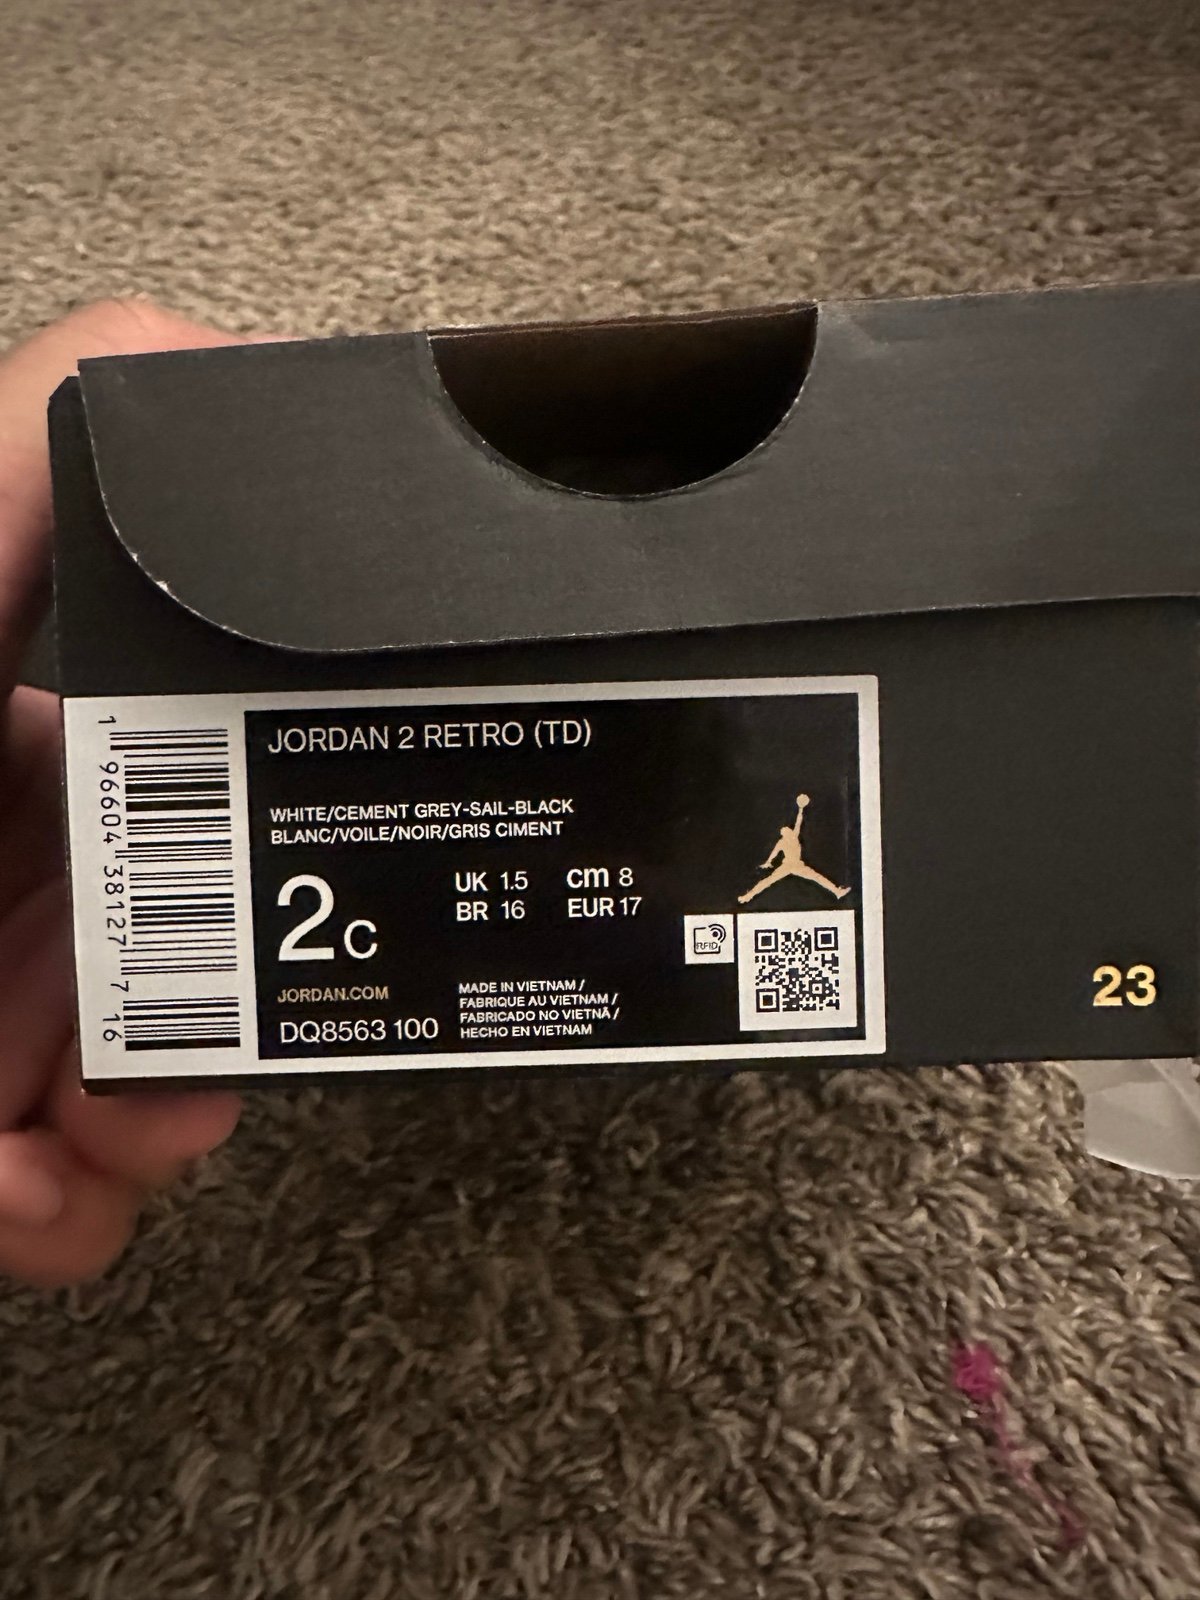 JORDAN 2 RETRO (TD)
WHITE/CEMENT GREY-SAIL-BLACK
BLANC/VOILE/NOIR/GRIS CIMENT
2C
UK 1.5 cm 8
BR 16 EUR 17
RFID
JORDAN.COM
DQ8563 100
MADE IN VIETNAM /
FABRIQUE AU VIETNAM /
FABRICADO NO VIETNÃ /
HECHO EN VIETNAM
1 96604 38127 7 16
23